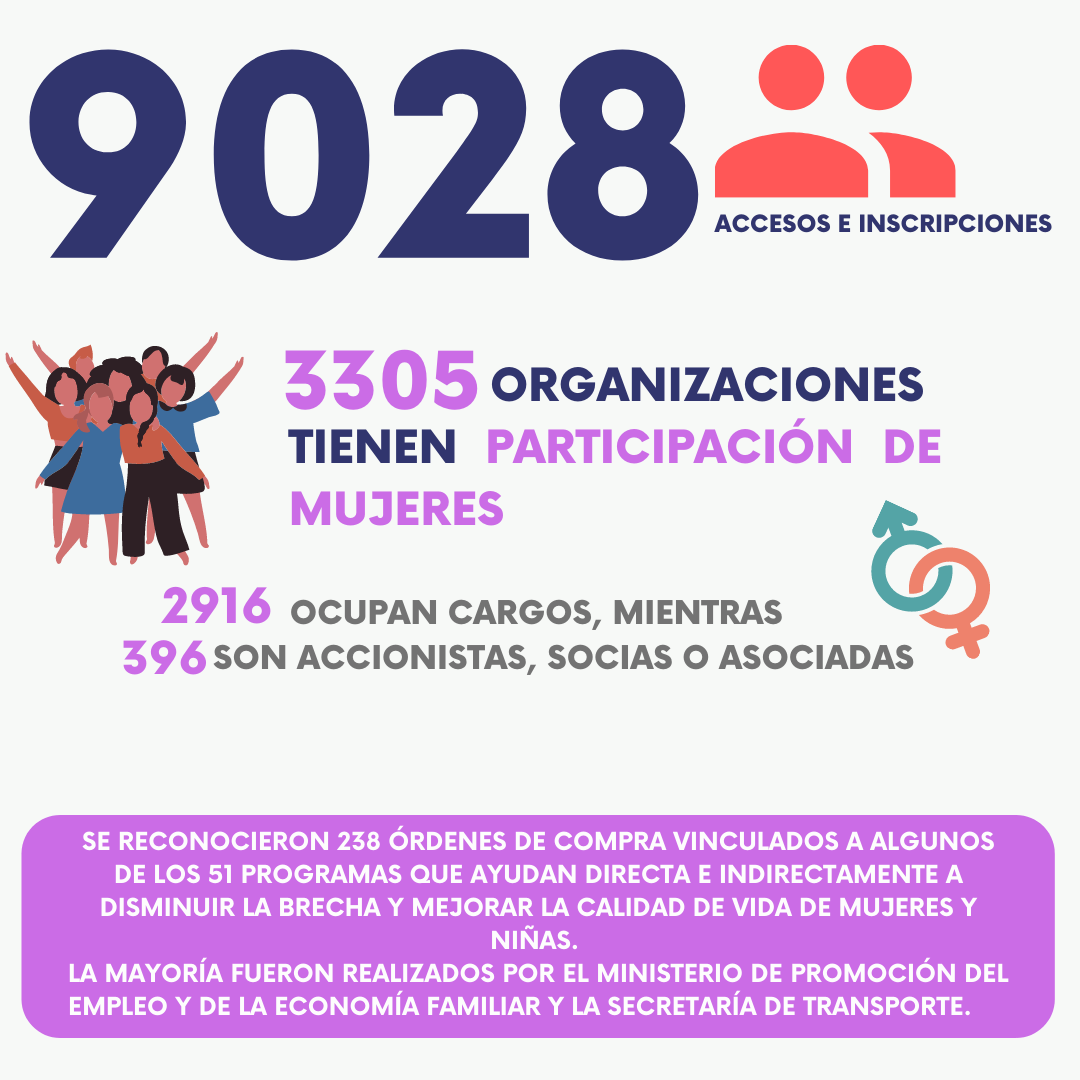 9028
ACCESOS E INSCRIPCIONES
3305 ORGANIZACIONES
TIENEN PARTICIPACIÓN DE
MUJERES
2916 OCUPAN CARGOS, MIENTRAS
396 SON ACCIONISTAS, SOCIAS O ASOCIADAS
SE RECONOCIERON 238 ÓRDENES DE COMPRA VINCULADOS A ALGUNOS
DE LOS 51 PROGRAMAS QUE AYUDAN DIRECTA E INDIRECTAMENTE A
DISMINUIR LA BRECHA Y MEJORAR LA CALIDAD DE VIDA DE MUJERES Y
NIÑAS.
LA MAYORÍA FUERON REALIZADOS POR EL MINISTERIO DE PROMOCIÓN DEL
EMPLEO Y DE LA ECONOMÍA FAMILIAR Y LA SECRETARÍA DE TRANSPORTE.